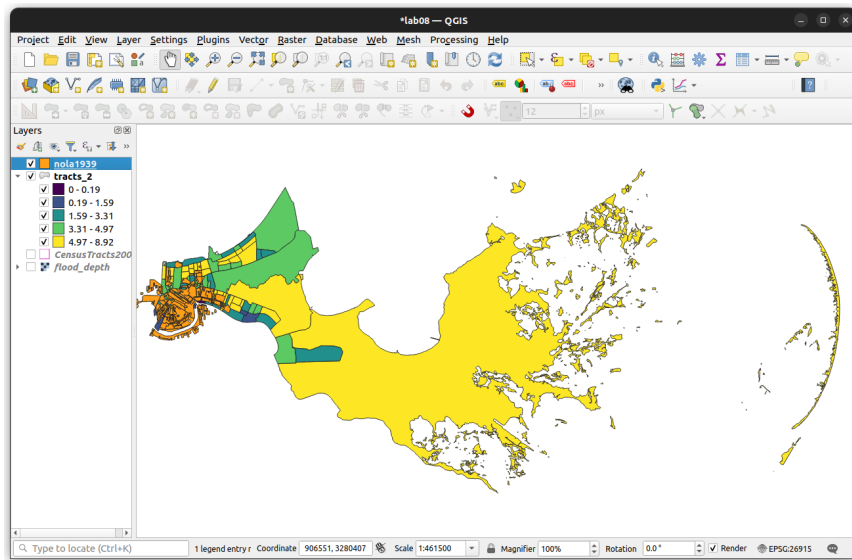 *lab08 — QGIS
Project Edit View Layer Settings Plugins Vector Raster Database Web Mesh Processing Help
abc abc abc »
12 px
Layers
»
nola1939
tracts_2
0 - 0.19
0.19 - 1.59
1.59 - 3.31
3.31 - 4.97
4.97 - 8.92
CensusTracts200
flood_depth
Type to locate (Ctrl+K) 1 legend entry r Coordinate 906551, 3280407 Scale 1:461500 Magnifier 100% Rotation 0.0 ° Render EPSG:26915